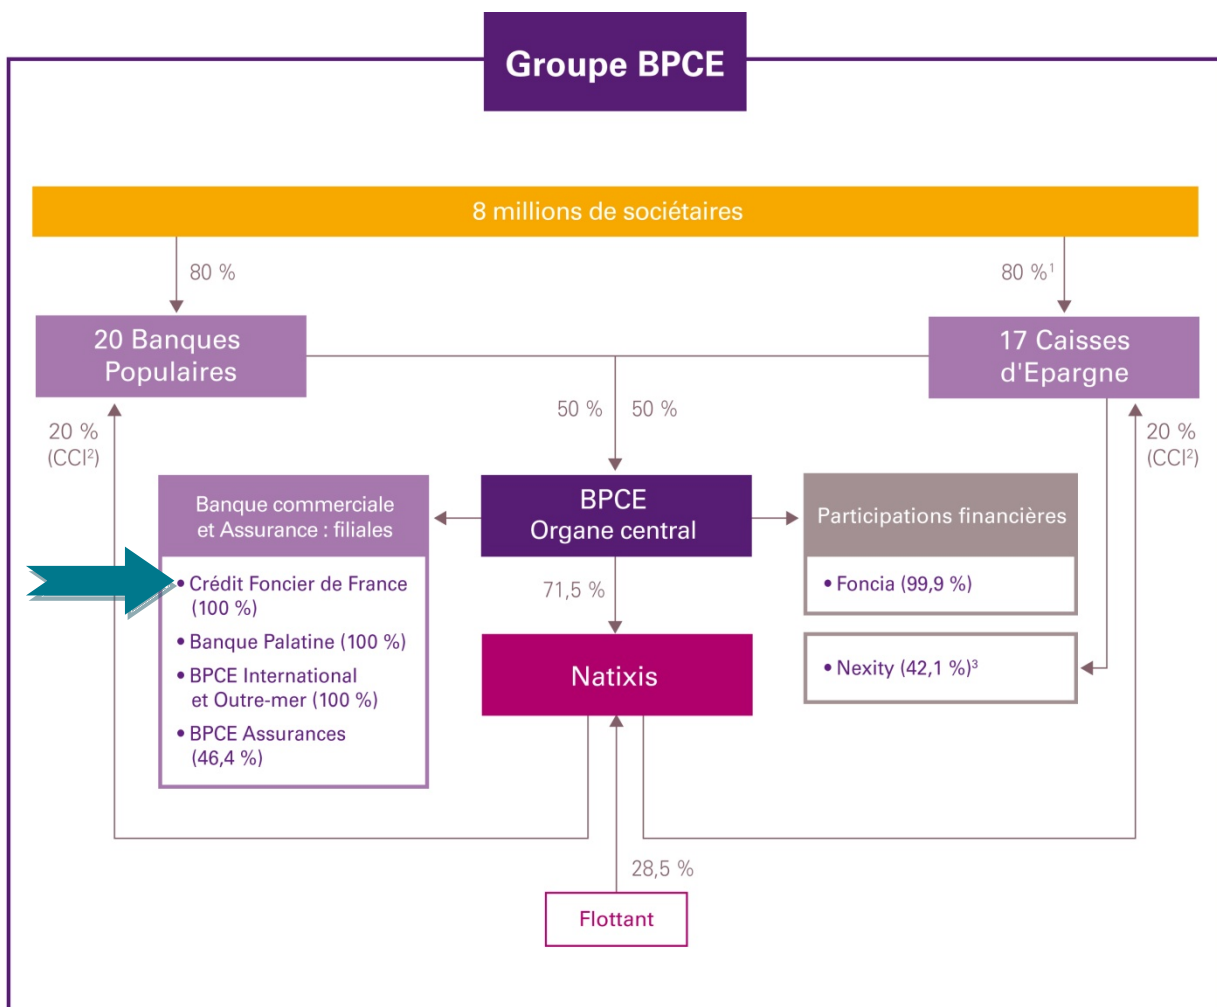 Groupe BPCE
8 millions de sociétaires
80 %
80 %¹
20 Banques
Populaires
17 Caisses
d'Epargne
50 %
50 %
20 %
(CCI²)
20 %
(CCI²)
Banque commerciale
et Assurance : filiales
• Crédit Foncier de France
(100 %)
• Banque Palatine (100 %)
• BPCE International
et Outre-mer (100 %)
• BPCE Assurances
(46,4 %)
BPCE
Organe central
Participations financières
• Foncia (99,9 %)
• Nexity (42,1 %)³
71,5 %
Natixis
28,5 %
Flottant